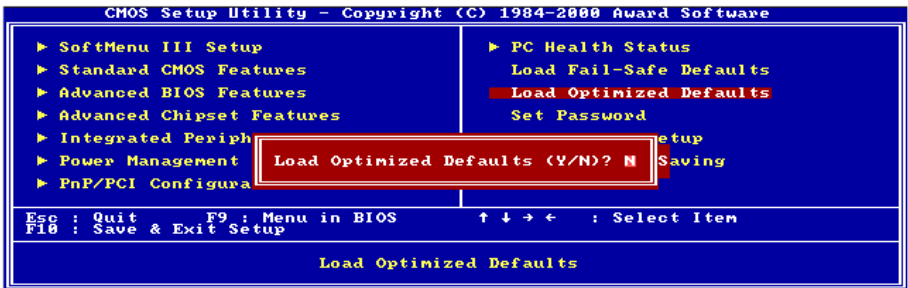 CMOS Setup Utility - Copyright (C) 1984-2000 Award Software
► SoftMenu III Setup
► Standard CMOS Features
► Advanced BIOS Features
► Advanced Chipset Features
► Integrated Periph
► Power Management
► PnP/PCI Configura
► PC Health Status
Load Fail-Safe Defaults
Load Optimized Defaults
Set Password
etup
Saving
Load Optimized Defaults (Y/N)? N
Esc : Quit F9 : Menu in BIOS ↑ ↓ → ← : Select Item
F10 : Save & Exit Setup
Load Optimized Defaults